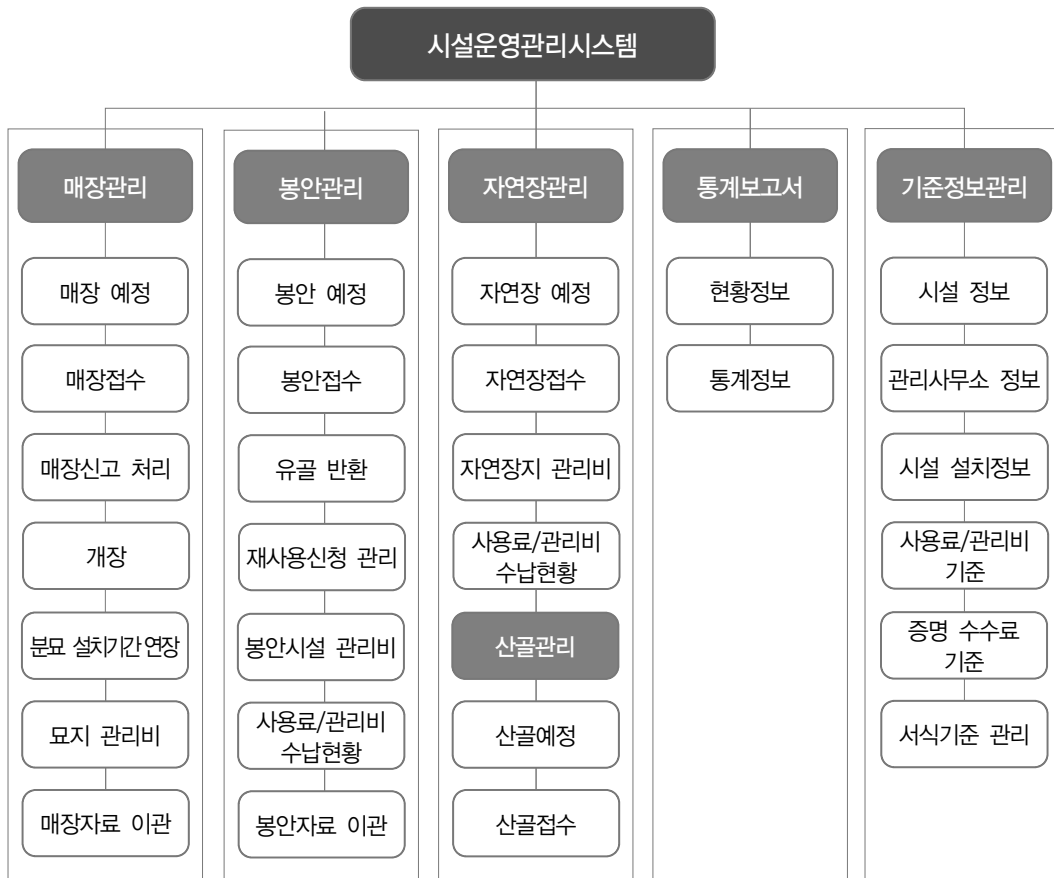 시설운영관리시스템
매장관리
매장 예정
매장접수
매장신고 처리
개장
분묘 설치기간 연장
묘지 관리비
매장자료 이관
봉안관리
봉안 예정
봉안접수
유골 반환
재사용신청 관리
봉안시설 관리비
사용료/관리비
수납현황
봉안자료 이관
자연장관리
자연장 예정
자연장접수
자연장지 관리비
사용료/관리비
수납현황
산골관리
산골예정
산골접수
통계보고서
현황정보
통계정보
기준정보관리
시설 정보
관리사무소 정보
시설 설치정보
사용료/관리비
기준
증명 수수료
기준
서식기준 관리